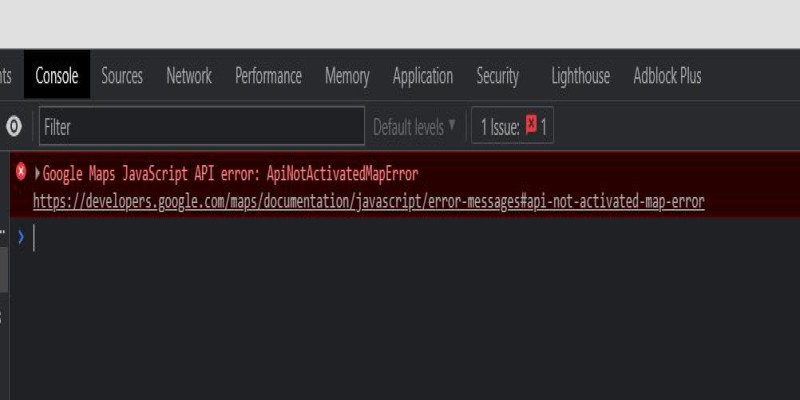 nts Console Sources Network Performance Memory Application Security Lighthouse Adblock Plus
Filter Default levels ▼ 1 Issue: 1
Google Maps JavaScript API error: ApiNotActivatedMapError
https://developers.google.com/maps/documentation/javascript/error-messages#api-not-activated-map-error